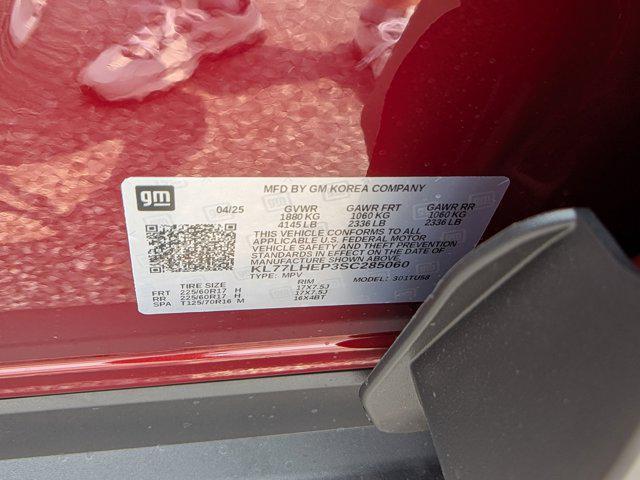 gm
MFD BY GM KOREA COMPANY
04/25 GVWR GAWR FRT GAWR RR
1880 KG 1060 KG 1060 KG
4145 LB 2336 LB 2336 LB
THIS VEHICLE CONFORMS TO ALL
APPLICABLE U.S. FEDERAL MOTOR
VEHICLE SAFETY AND THEFT PREVENTION
STANDARDS IN EFFECT ON THE DATE OF
MANUFACTURE SHOWN ABOVE.
KL77LHEP3SC285060
TYPE: MPV MODEL: 301TU58
TIRE SIZE RIM
FRT 225/60R17 H 17X7.5J
RR 225/60R17 H 17X7.5J
SPA T125/70R16 M 16X4BT